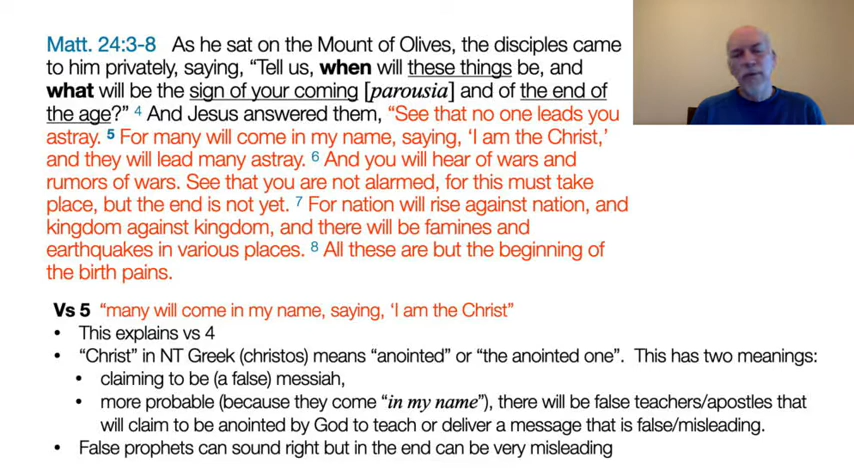 Matt. 24:3-8 As he sat on the Mount of Olives, the disciples came
to him privately, saying, “Tell us, when will these things be, and
what will be the sign of your coming [parousia] and of the end of
the age?” 4 And Jesus answered them, “See that no one leads you
astray. 5 For many will come in my name, saying, ‘I am the Christ,’
and they will lead many astray. 6 And you will hear of wars and
rumors of wars. See that you are not alarmed, for this must take
place, but the end is not yet. 7 For nation will rise against nation, and
kingdom against kingdom, and there will be famines and
earthquakes in various places. 8 All these are but the beginning of
the birth pains.
Vs 5 “many will come in my name, saying, ‘I am the Christ”
• This explains vs 4
• “Christ” in NT Greek (christos) means “anointed” or “the anointed one”. This has two meanings:
• claiming to be (a false) messiah,
• more probable (because they come “in my name”), there will be false teachers/apostles that
will claim to be anointed by God to teach or deliver a message that is false/misleading.
• False prophets can sound right but in the end can be very misleading